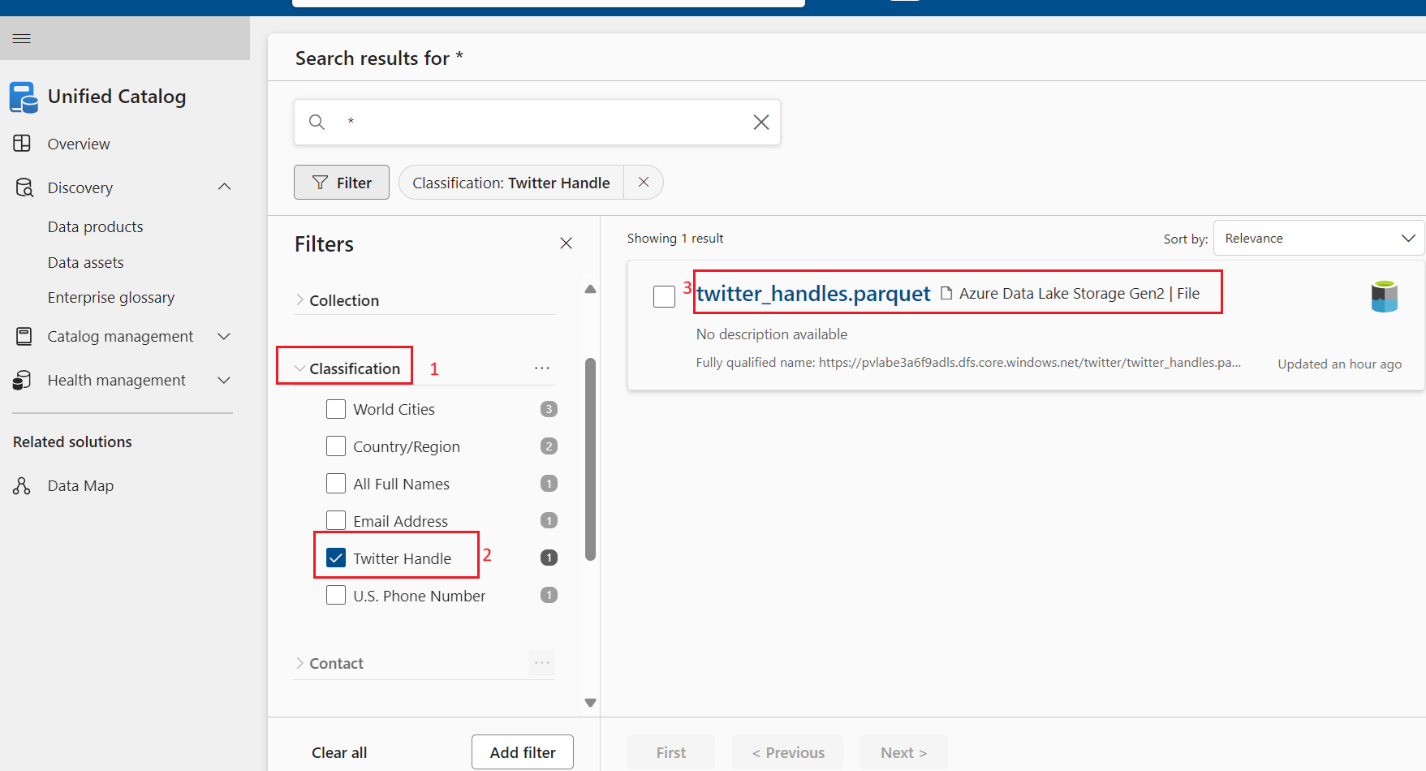 Search results for *
Unified Catalog
*
Overview
Filter
Classification: Twitter Handle
Discovery
Data products
Data assets
Enterprise glossary
Catalog management
Health management
Related solutions
Data Map
Filters
Collection
Classification
1
World Cities 3
Country/Region 2
All Full Names 1
Email Address 1
Twitter Handle 2 1
U.S. Phone Number 1
Contact
Clear all
Add filter
Showing 1 result
Sort by: Relevance
3 twitter_handles.parquet Azure Data Lake Storage Gen2 | File
No description available
Fully qualified name: https://pvlabe3a6f9adls.dfs.core.windows.net/twitter/twitter_handles.pa...
Updated an hour ago
First
< Previous
Next >